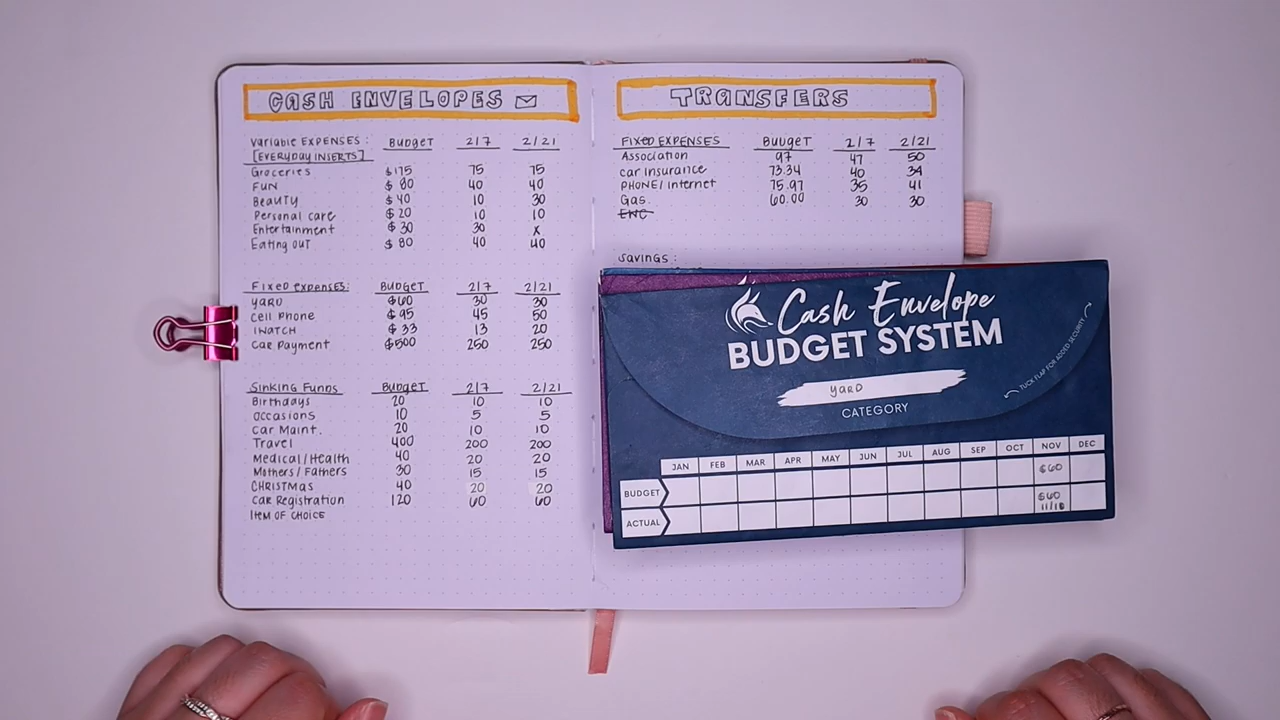 CASH ENVELOPES
Variable EXPENSES: BUDGET 2/7 2/21
[EVERYDAY INSERTS]
Groceries $175 75 75
FUN $ 80 40 40
BEAUTY $ 40 10 30
Personal care $ 20 10 10
Entertainment $ 30 30 x
Eating out $ 80 40 40
Fixed expenses: BUDGET 2/7 2/21
YARD $60 30 30
Cell Phone $95 45 50
IWATCH $ 33 13 20
Car Payment $500 250 250
Sinking Funds BUDGET 2/7 2/21
Birthdays 20 10 10
Occasions 10 5 5
Car Maint. 20 10 10
Travel 400 200 200
Medical/Health 40 20 20
Mothers/Fathers 30 15 15
CHRISTMAS 40 20 20
Car Registration 120 60 60
ITEM OF CHOICE
TRANSFERS
FIXED EXPENSES BUDGET 2/7 2/21
Association 97 47 50
car insurance 73.34 40 34
PHONE/internet 75.97 35 41
Gas. 60.00 30 30
ENC
Savings:
Cash Envelope
BUDGET SYSTEM
YARD
CATEGORY
TUCK FLAP FOR ADDED SECURITY
JAN FEB MAR APR MAY JUN JUL AUG SEP OCT NOV DEC
BUDGET $60
ACTUAL $60
11/18